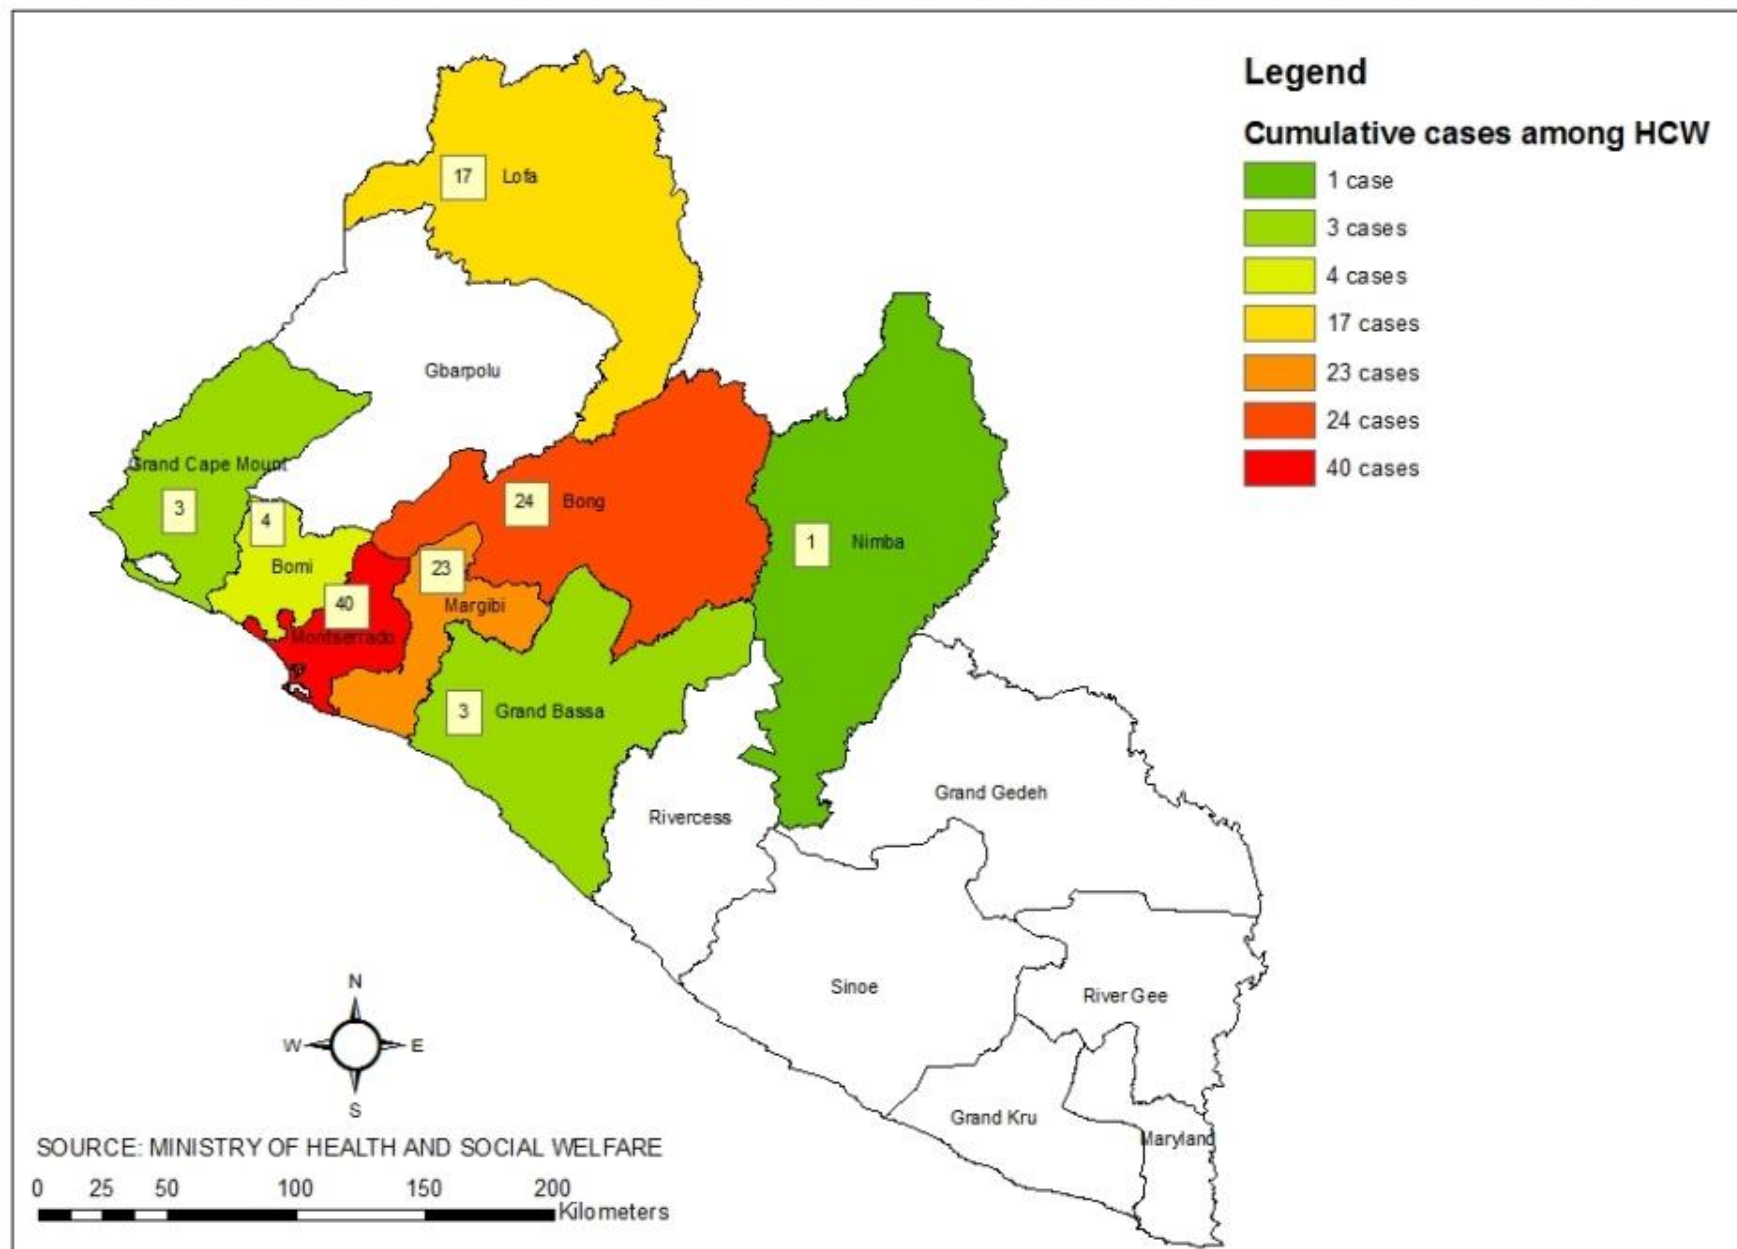 Legend
Cumulative cases among HCW
1 case
3 cases
4 cases
17 cases
23 cases
24 cases
40 cases
17 Lofa
Gbarpolu
Grand Cape Mount
3
4
Bomi
24 Bong
1 Nimba
23
Margibi
40
Montserrado
3 Grand Bassa
Rivercess
Grand Gedeh
Sinoe
River Gee
Grand Kru
Maryland
N
W E
S
SOURCE: MINISTRY OF HEALTH AND SOCIAL WELFARE
0 25 50 100 150 200
Kilometers